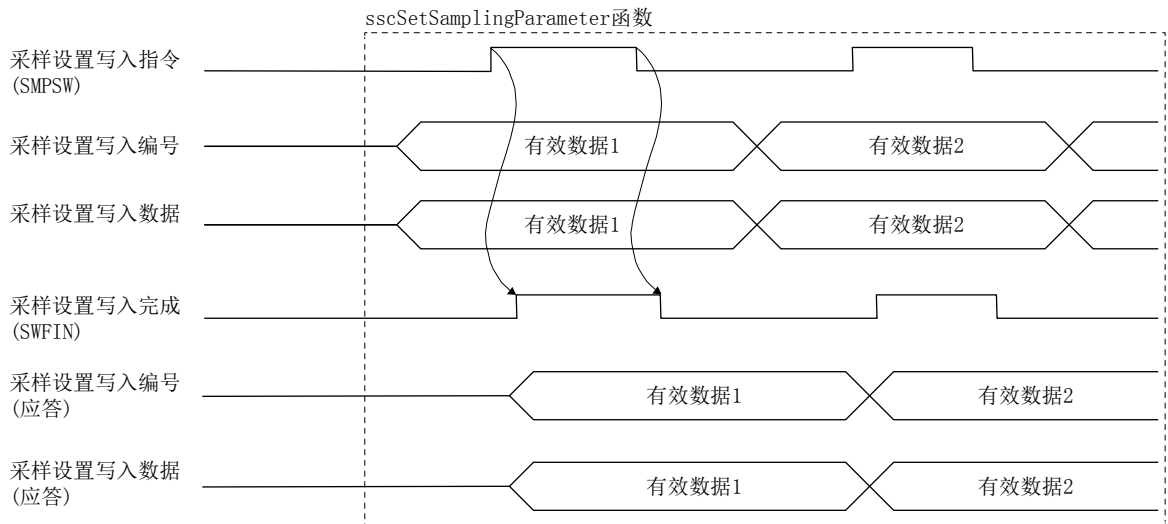 sscSetSamplingParameter函数
采样设置写入指令
(SMPSW)
采样设置写入编号
有效数据1
有效数据2
采样设置写入数据
有效数据1
有效数据2
采样设置写入完成
(SWFIN)
采样设置写入编号
(应答)
有效数据1
有效数据2
采样设置写入数据
(应答)
有效数据1
有效数据2